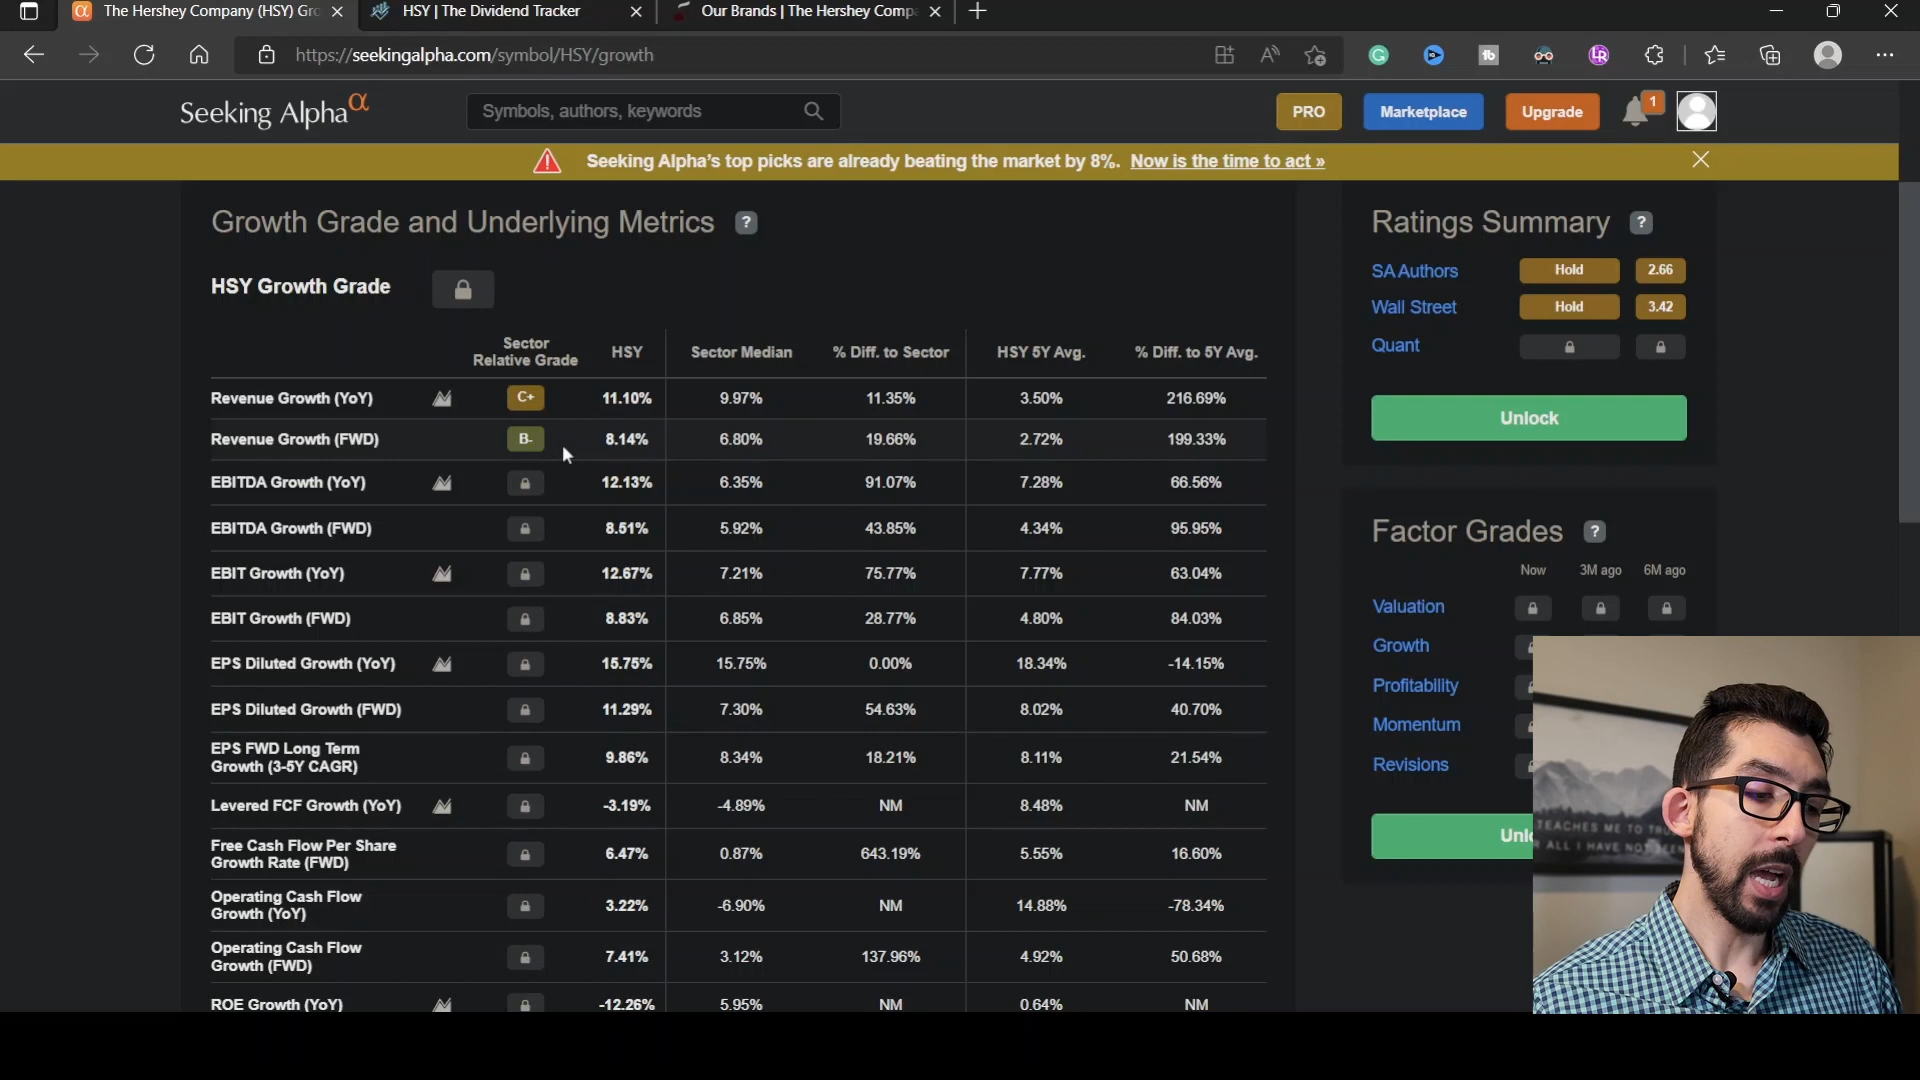 The Hershey Company (HSY) Gro
HSY | The Dividend Tracker
Our Brands | The Hershey Comp
https://seekingalpha.com/symbol/HSY/growth
Seeking Alpha α
Symbols, authors, keywords
PRO
Marketplace
Upgrade
1
Seeking Alpha's top picks are already beating the market by 8%. Now is the time to act »
Growth Grade and Underlying Metrics ?
HSY Growth Grade
Sector Relative Grade HSY Sector Median % Diff. to Sector HSY 5Y Avg. % Diff. to 5Y Avg.
Revenue Growth (YoY) C+ 11.10% 9.97% 11.35% 3.50% 216.69%
Revenue Growth (FWD) B- 8.14% 6.80% 19.66% 2.72% 199.33%
EBITDA Growth (YoY) 12.13% 6.35% 91.07% 7.28% 66.56%
EBITDA Growth (FWD) 8.51% 5.92% 43.85% 4.34% 95.95%
EBIT Growth (YoY) 12.67% 7.21% 75.77% 7.77% 63.04%
EBIT Growth (FWD) 8.83% 6.85% 28.77% 4.80% 84.03%
EPS Diluted Growth (YoY) 15.75% 15.75% 0.00% 18.34% -14.15%
EPS Diluted Growth (FWD) 11.29% 7.30% 54.63% 8.02% 40.70%
EPS FWD Long Term
Growth (3-5Y CAGR) 9.86% 8.34% 18.21% 8.11% 21.54%
Levered FCF Growth (YoY) -3.19% -4.89% NM 8.48% NM
Free Cash Flow Per Share
Growth Rate (FWD) 6.47% 0.87% 643.19% 5.55% 16.60%
Operating Cash Flow
Growth (YoY) 3.22% -6.90% NM 14.88% -78.34%
Operating Cash Flow
Growth (FWD) 7.41% 3.12% 137.96% 4.92% 50.68%
ROE Growth (YoY) -12.26% 5.95% NM 0.64% NM
Ratings Summary ?
SA Authors Hold 2.66
Wall Street Hold 3.42
Quant
Unlock
Factor Grades ?
Now 3M ago 6M ago
Valuation
Growth
Profitability
Momentum
Revisions
Unlo
TEACHES ME TO TRU
R ALL I HAVE NOT SEEN